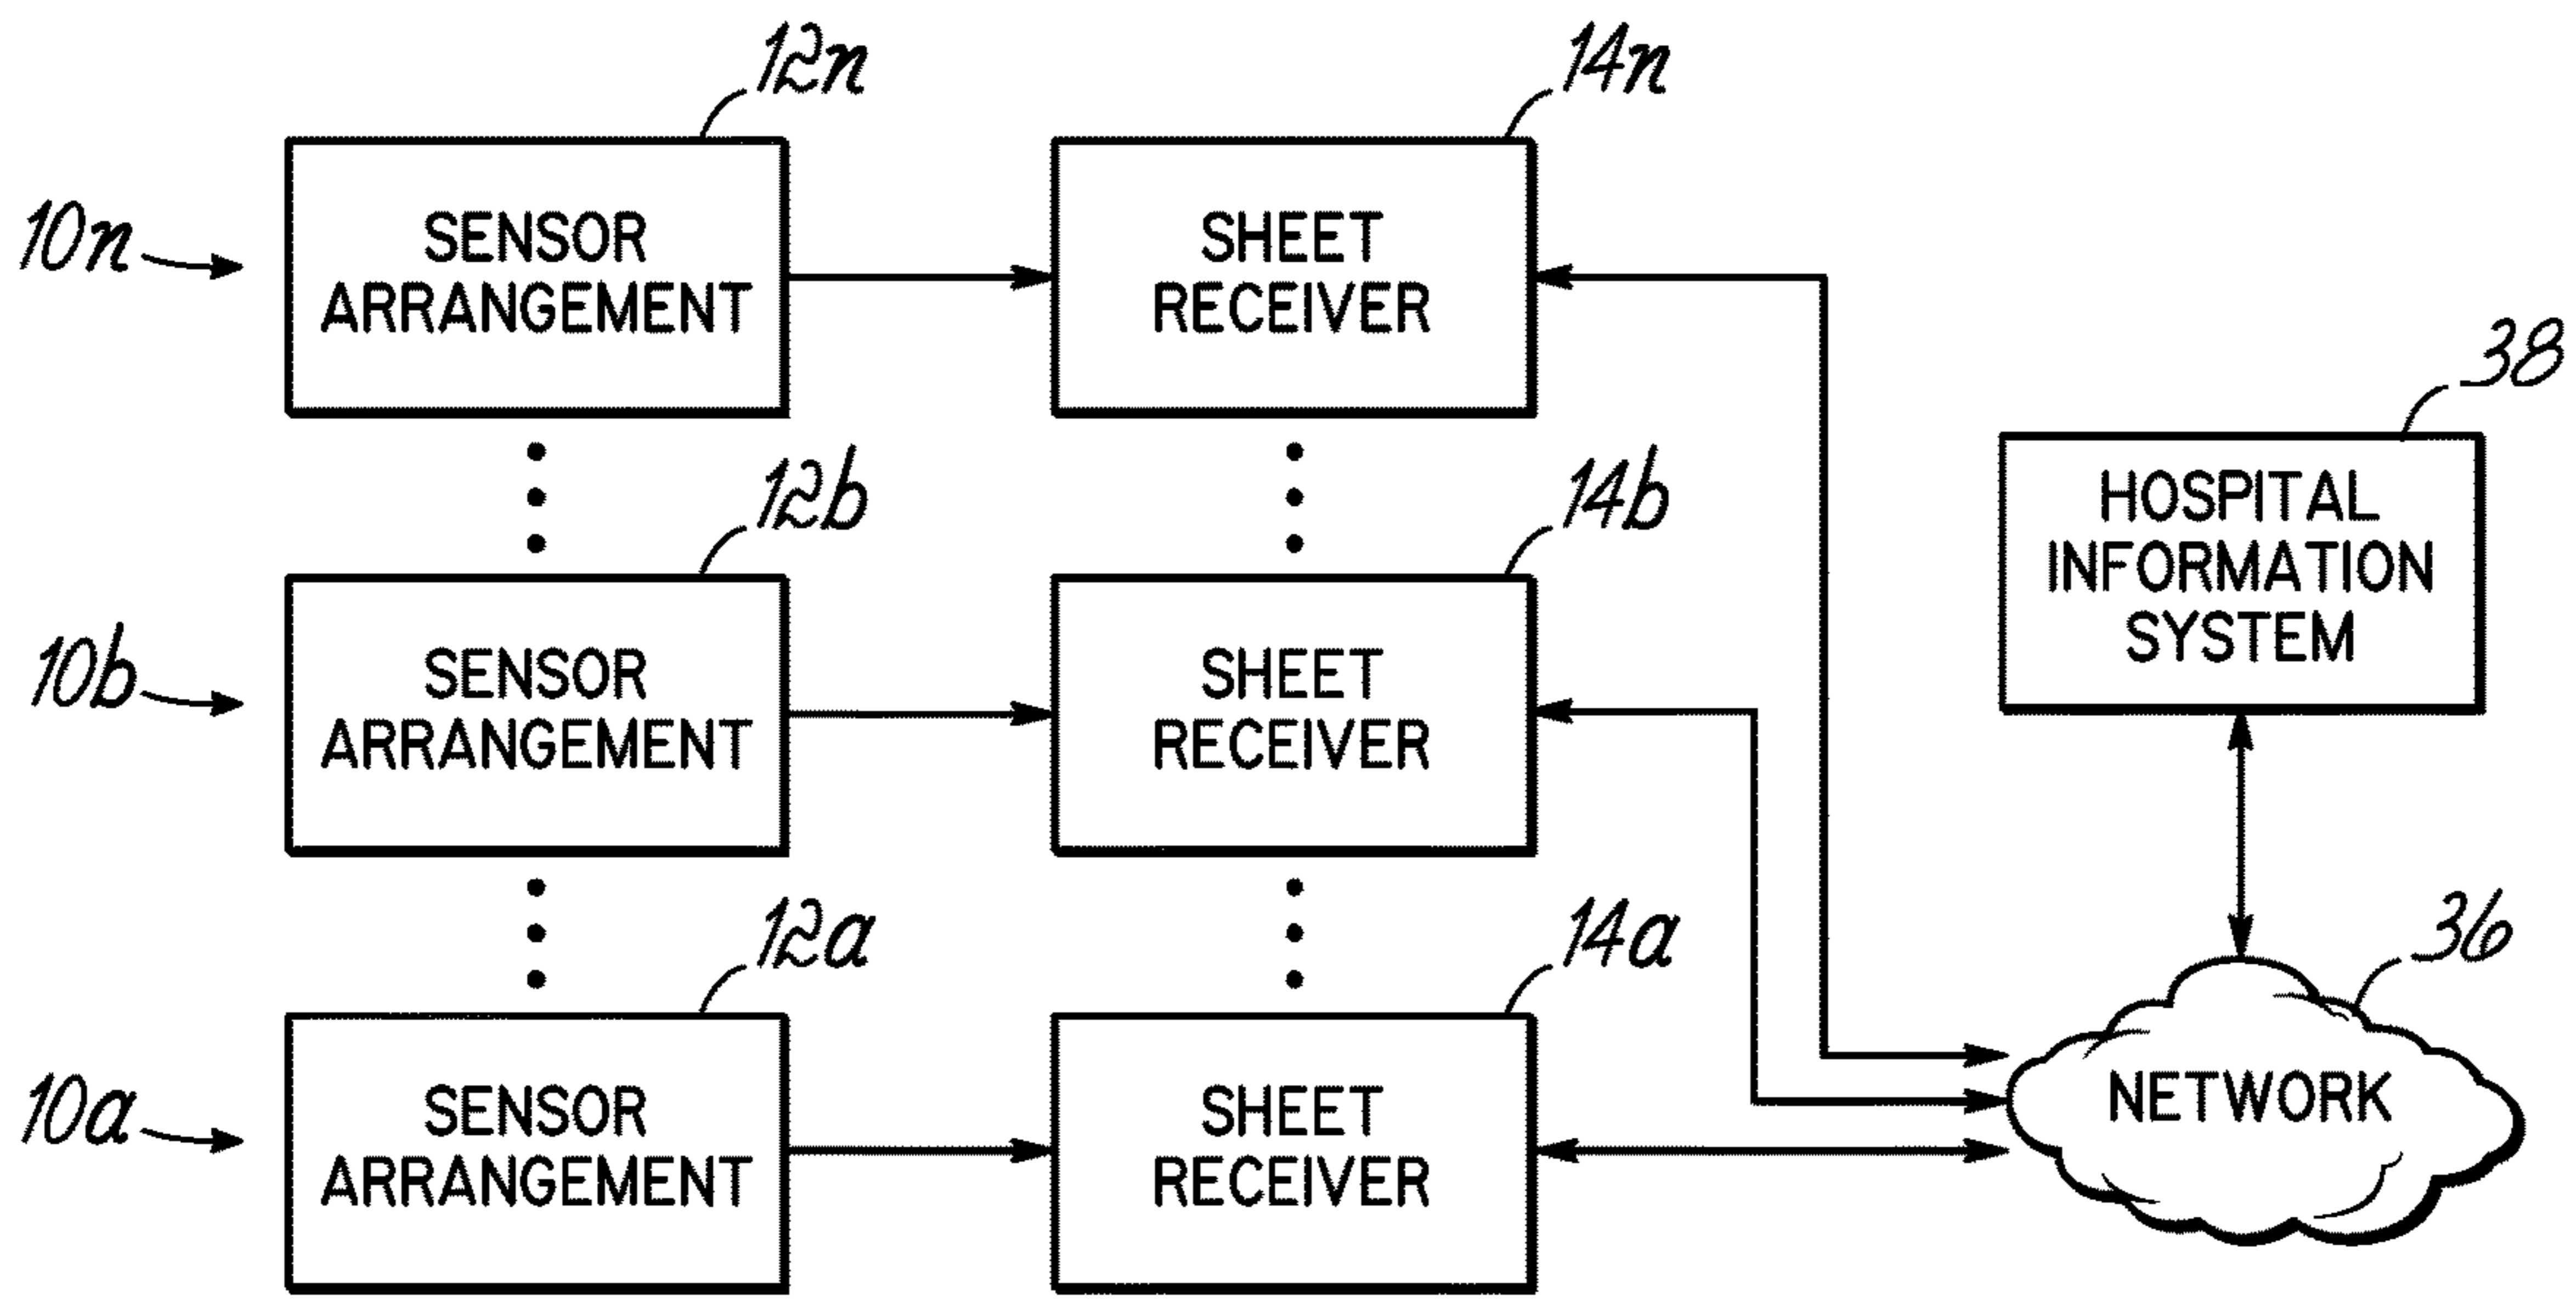 12n
14n
10n
SENSOR
ARRANGEMENT
SHEET
RECEIVER
38
12b
14b
HOSPITAL
INFORMATION
SYSTEM
10b
SENSOR
ARRANGEMENT
SHEET
RECEIVER
12a
14a
36
10a
SENSOR
ARRANGEMENT
SHEET
RECEIVER
NETWORK